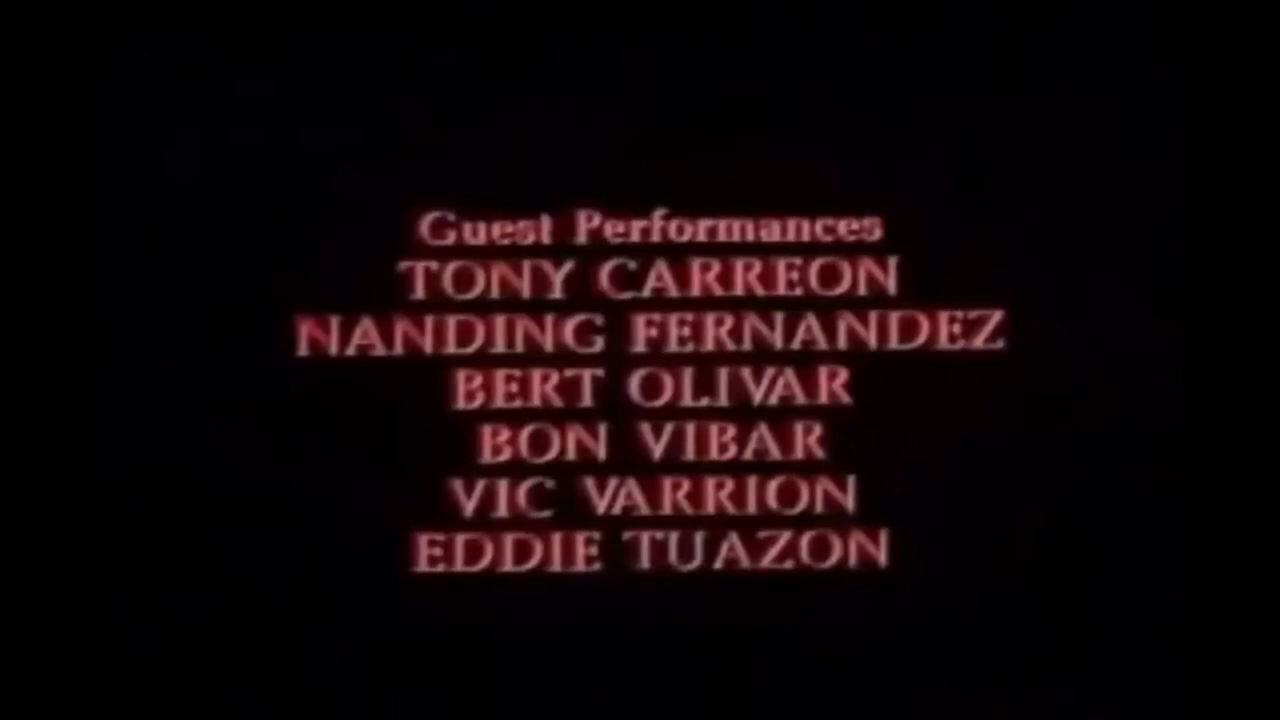 Guest Performances
TONY CARREON
NANDING FERNANDEZ
BERT OLIVAR
BON VIBAR
VIC VARRION
EDDIE TUAZON